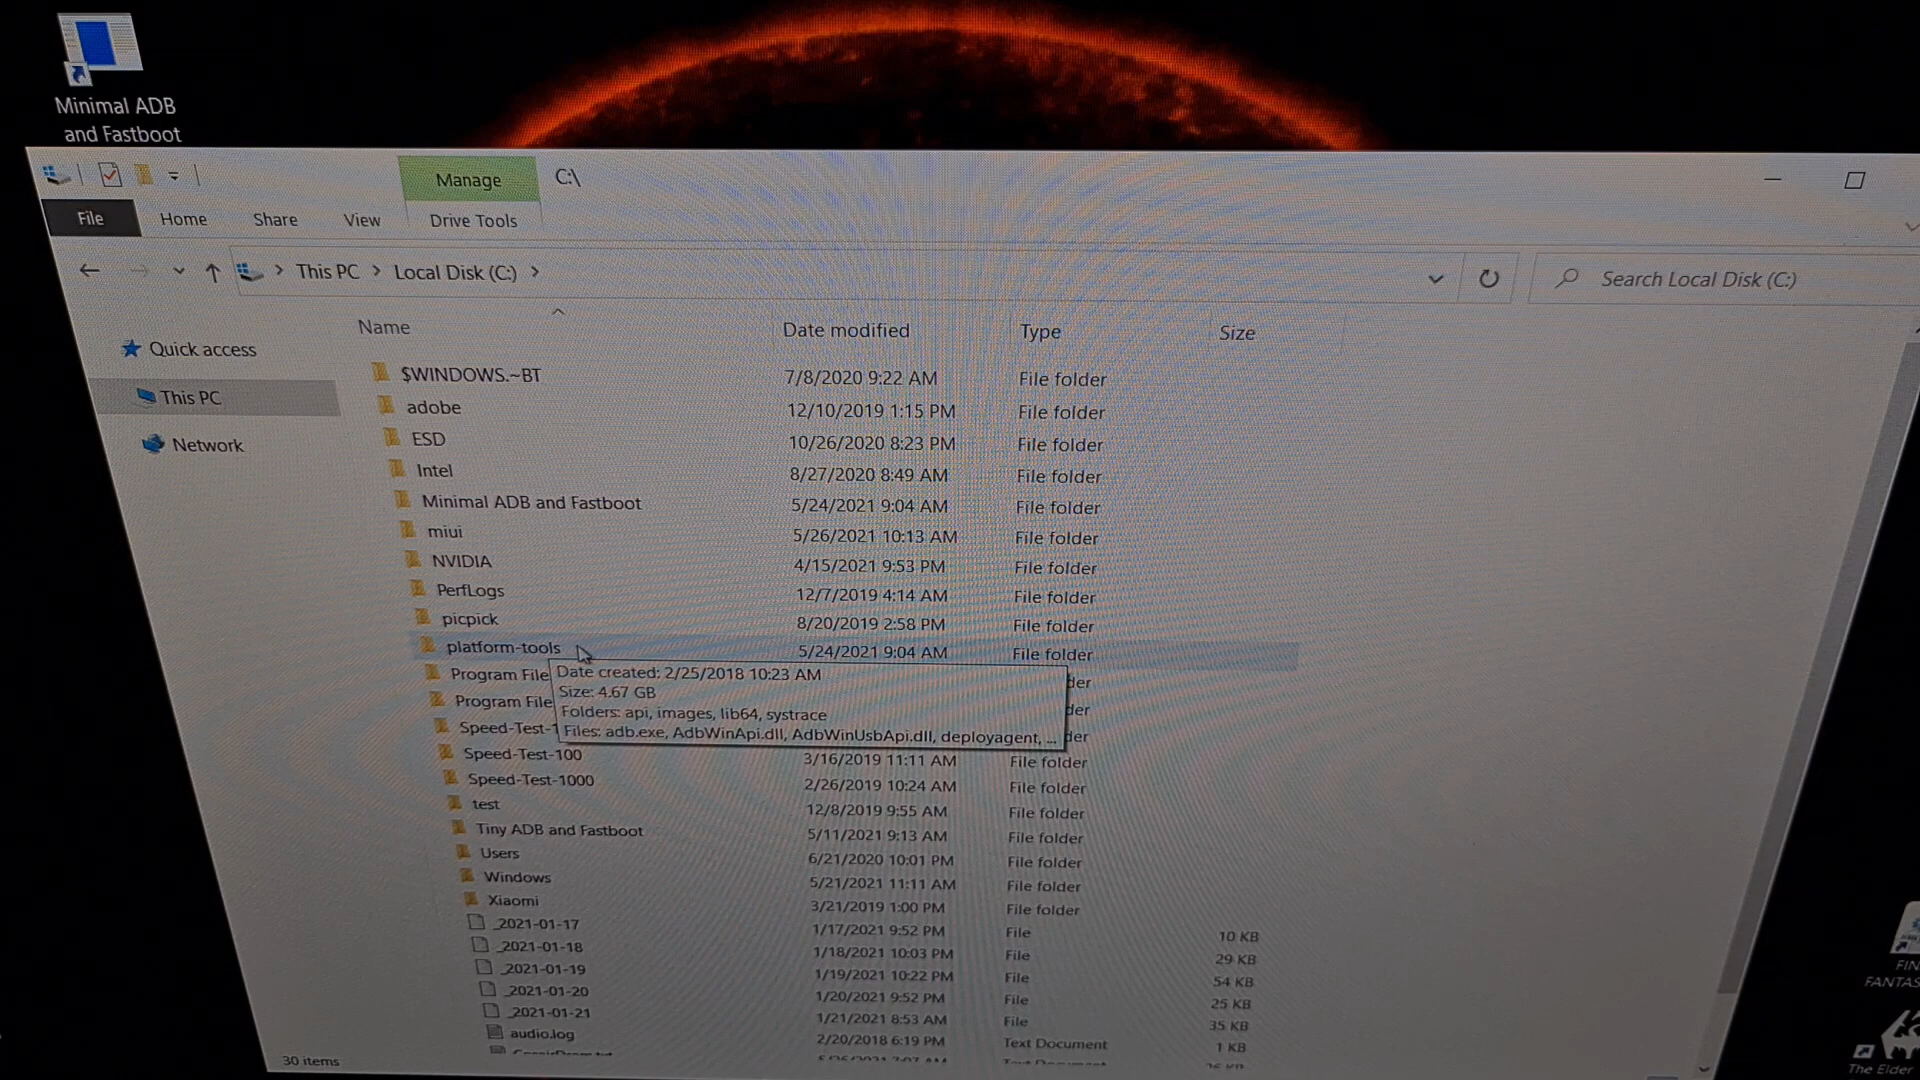 Minimal ADB
and Fastboot
Manage
C:\
File
Home
Share
View
Drive Tools
This PC
Local Disk (C:)
Search Local Disk (C:)
Name
Date modified
Type
Size
Quick access
This PC
Network
$WINDOWS.~BT 7/8/2020 9:22 AM File folder
adobe 12/10/2019 1:15 PM File folder
ESD 10/26/2020 8:23 PM File folder
Intel 8/27/2020 8:49 AM File folder
Minimal ADB and Fastboot 5/24/2021 9:04 AM File folder
miui 5/26/2021 10:13 AM File folder
NVIDIA 4/15/2021 9:53 PM File folder
PerfLogs 12/7/2019 4:14 AM File folder
picpick 8/20/2019 2:58 PM File folder
platform-tools 5/24/2021 9:04 AM File folder
Program File
Program File
Speed-Test-1
Date created: 2/25/2018 10:23 AM
Size: 4.67 GB
Folders: api, images, lib64, systrace
Files: adb.exe, AdbWinApi.dll, AdbWinUsbApi.dll, deployagent, ...
der
der
der
Speed-Test-100 3/16/2019 11:11 AM File folder
Speed-Test-1000 2/26/2019 10:24 AM File folder
test 12/8/2019 9:55 AM File folder
Tiny ADB and Fastboot 5/11/2021 9:13 AM File folder
Users 6/21/2020 10:01 PM File folder
Windows 5/21/2021 11:11 AM File folder
Xiaomi 3/21/2019 1:00 PM File folder
_2021-01-17 1/17/2021 9:52 PM File 10 KB
_2021-01-18 1/18/2021 10:03 PM File 29 KB
_2021-01-19 1/19/2021 10:22 PM File 54 KB
_2021-01-20 1/20/2021 9:52 PM File 25 KB
_2021-01-21 1/21/2021 8:53 AM File 35 KB
audio.log 2/20/2018 6:19 PM Text Document 1 KB
30 items
FIN
FANTAS
The Elder